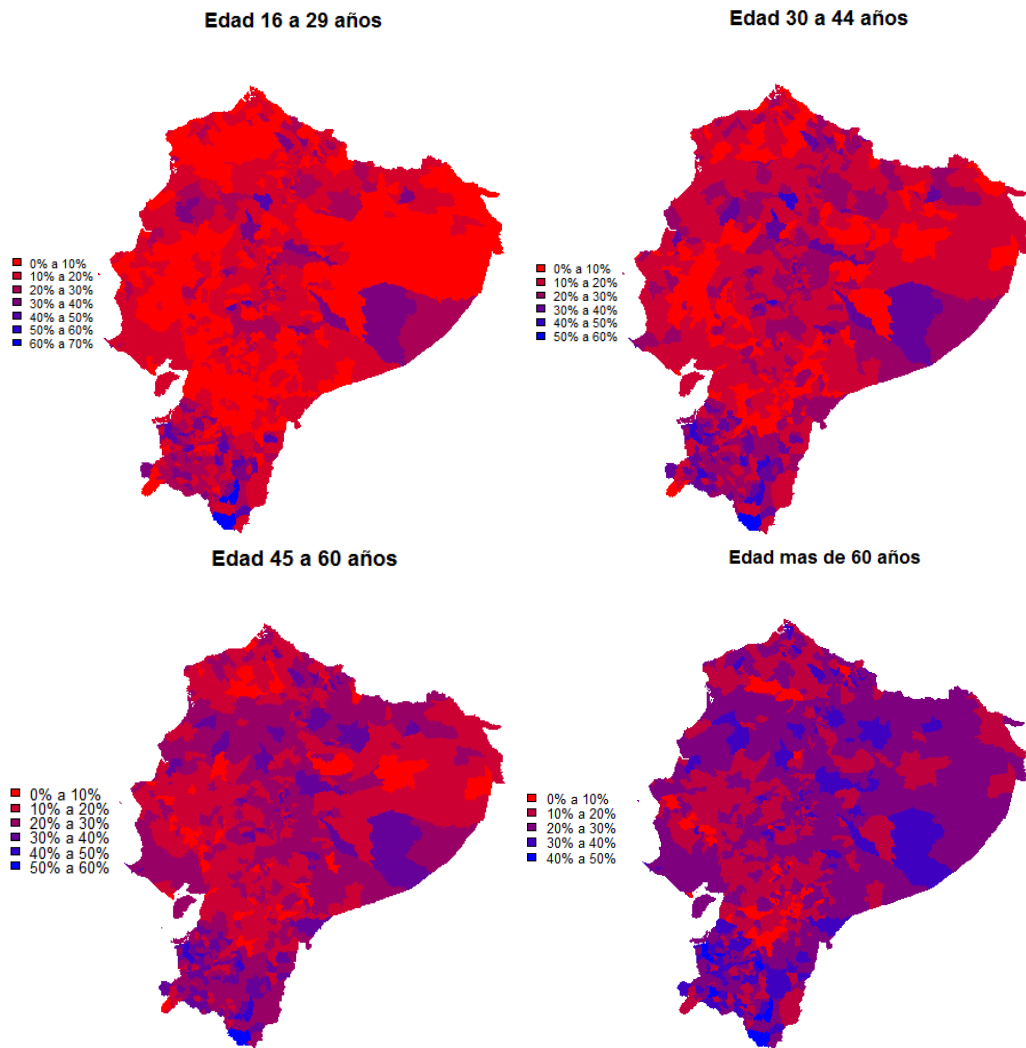 Edad 16 a 29 años
0% a 10%
10% a 20%
20% a 30%
30% a 40%
40% a 50%
50% a 60%
60% a 70%
Edad 30 a 44 años
0% a 10%
10% a 20%
20% a 30%
30% a 40%
40% a 50%
50% a 60%
Edad 45 a 60 años
0% a 10%
10% a 20%
20% a 30%
30% a 40%
40% a 50%
50% a 60%
Edad mas de 60 años
0% a 10%
10% a 20%
20% a 30%
30% a 40%
40% a 50%